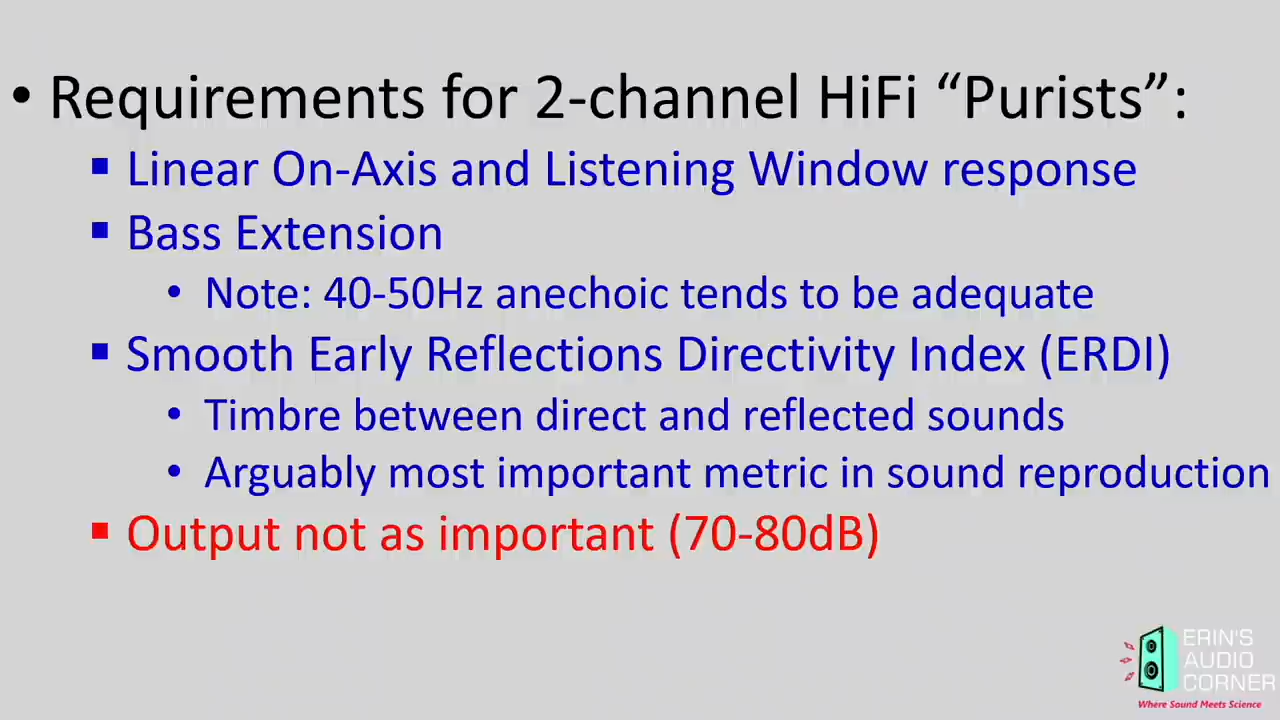 • Requirements for 2-channel HiFi “Purists”:
▪ Linear On-Axis and Listening Window response
▪ Bass Extension
• Note: 40-50Hz anechoic tends to be adequate
▪ Smooth Early Reflections Directivity Index (ERDI)
• Timbre between direct and reflected sounds
• Arguably most important metric in sound reproduction
▪ Output not as important (70-80dB)
ERIN'S
AUDIO
CORNER
Where Sound Meets Science